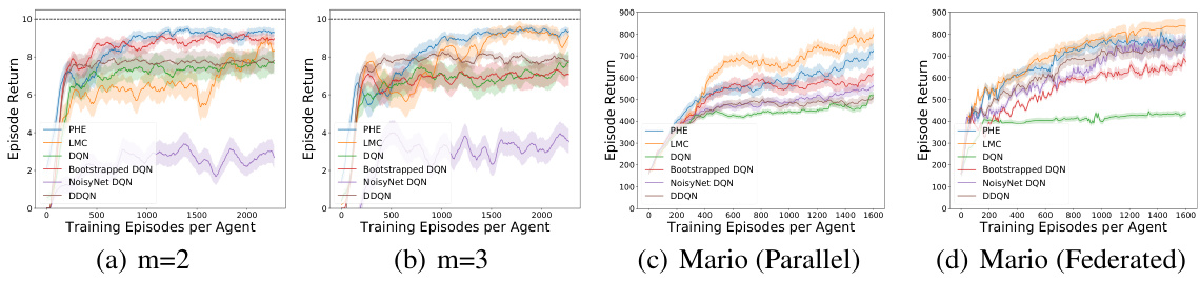 10
8
6
4
2
0
Episode Return
PHE
LMC
DQN
Bootstrapped DQN
NoisyNet DQN
DDQN
0 500 1000 1500 2000
Training Episodes per Agent
(a) m=2
10
8
6
4
2
0
Episode Return
PHE
LMC
DQN
Bootstrapped DQN
NoisyNet DQN
DDQN
0 500 1000 1500 2000
Training Episodes per Agent
(b) m=3
900
800
700
600
500
400
300
200
100
0
Episode Return
PHE
LMC
DQN
Bootstrapped DQN
NoisyNet DQN
DDQN
0 200 400 600 800 1000 1200 1400 1600
Training Episodes per Agent
(c) Mario (Parallel)
900
800
700
600
500
400
300
200
100
0
Episode Return
PHE
LMC
DQN
Bootstrapped DQN
NoisyNet DQN
DDQN
0 200 400 600 800 1000 1200 1400 1600
Training Episodes per Agent
(d) Mario (Federated)